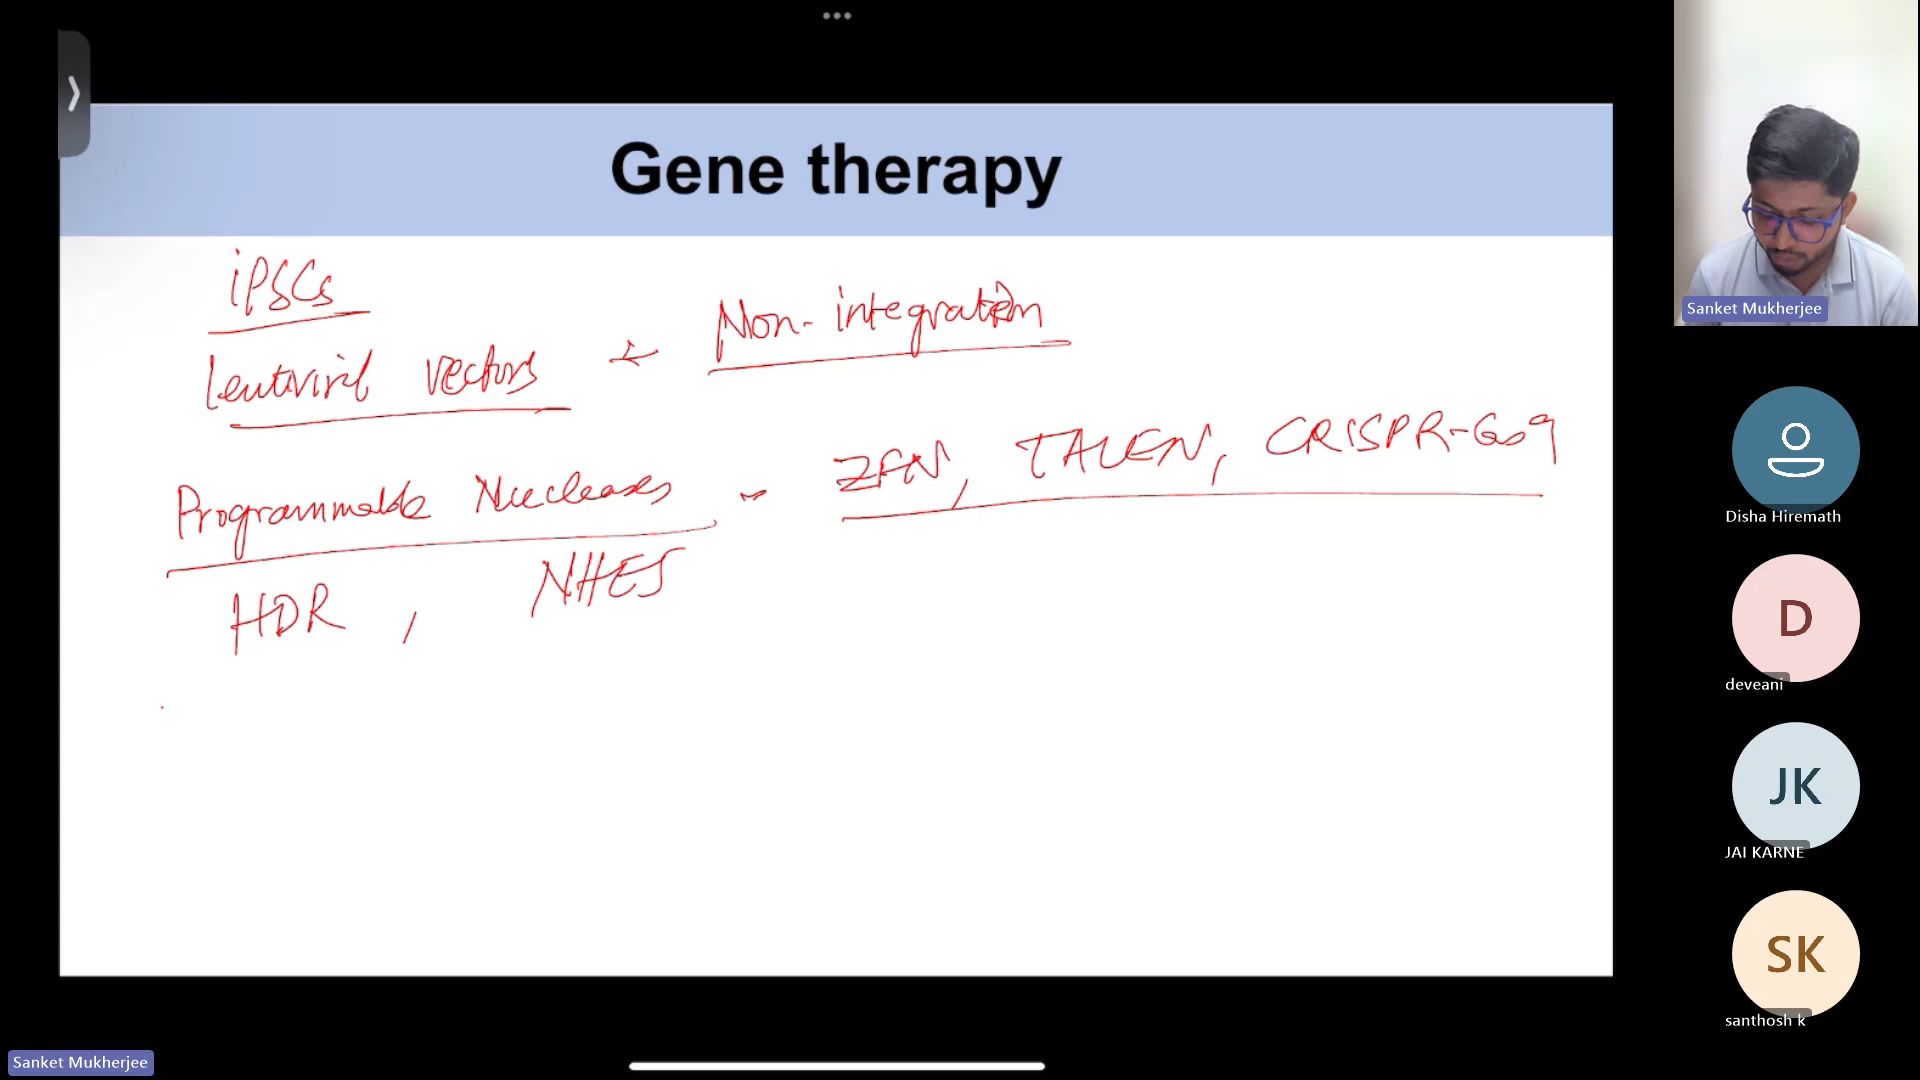 Gene therapy
iPSCs
Lentiviral vectors Non-integration
Programmable Nucleases - ZFN, TALEN, CRISPR-Cas9
HDR , NHEJ
Sanket Mukherjee
Disha Hiremath
D
deveani
JK
JAI KARNE
SK
santhosh k
Sanket Mukherjee